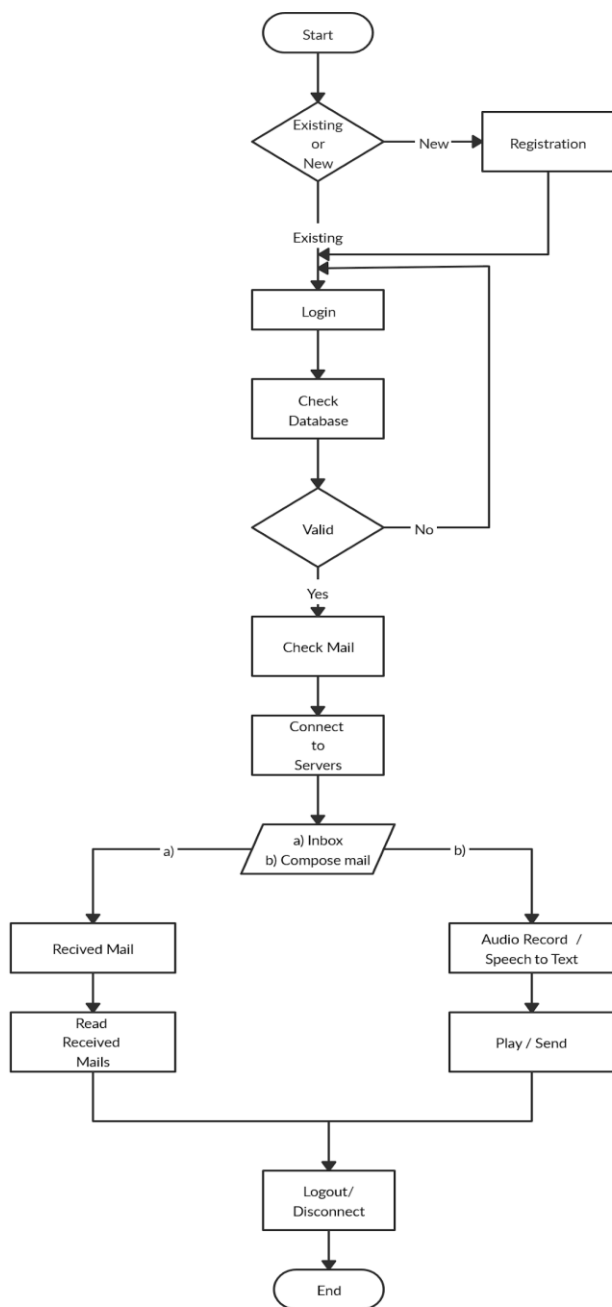 Start
Existing
or
New
New
Registration
Existing
Login
Check
Database
Valid
No
Yes
Check Mail
Connect
to
Servers
a) Inbox
b) Compose mail
a)
b)
Recived Mail
Audio Record /
Speech to Text
Read
Received
Mails
Play / Send
Logout/
Disconnect
End